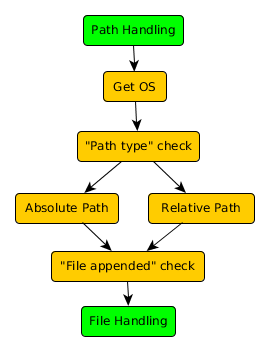 Path Handling
Get OS
"Path type" check
Absolute Path
Relative Path
"File appended" check
File Handling